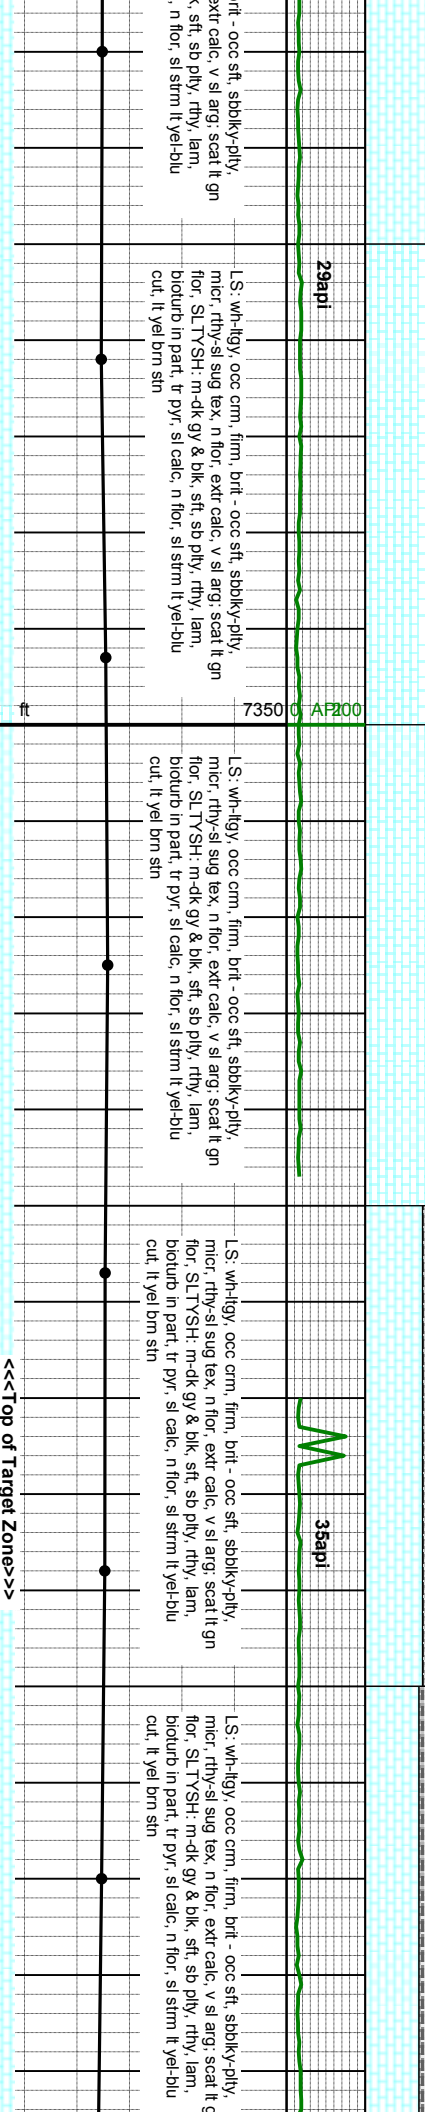 brit - occ sft, sbblky-plty,
extr calc, v sl arg; scat lt gn
k, sft, sb plty, rthy, lam,
, n flor, sl strm lt yel-blu
29api
LS: wh-ltgy, occ crm, firm, brit - occ sft, sbblky-plty,
micr, rthy-sl sug tex, n flor, extr calc, v sl arg; scat lt gn
flor, SLTYSH: m-dk gy & blk, sft, sb plty, rthy, lam,
bioturb in part, tr pyr, sl calc, n flor, sl strm lt yel-blu
cut, lt yel brn stn
ft
7350
0 API 200
LS: wh-ltgy, occ crm, firm, brit - occ sft, sbblky-plty,
micr, rthy-sl sug tex, n flor, extr calc, v sl arg; scat lt gn
flor, SLTYSH: m-dk gy & blk, sft, sb plty, rthy, lam,
bioturb in part, tr pyr, sl calc, n flor, sl strm lt yel-blu
cut, lt yel brn stn
LS: wh-ltgy, occ crm, firm, brit - occ sft, sbblky-plty,
micr, rthy-sl sug tex, n flor, extr calc, v sl arg; scat lt gn
flor, SLTYSH: m-dk gy & blk, sft, sb plty, rthy, lam,
bioturb in part, tr pyr, sl calc, n flor, sl strm lt yel-blu
cut, lt yel brn stn
<<<Top of Target Zone>>>
35api
LS: wh-ltgy, occ crm, firm, brit - occ sft, sbblky-plty,
micr, rthy-sl sug tex, n flor, extr calc, v sl arg; scat lt g
flor, SLTYSH: m-dk gy & blk, sft, sb plty, rthy, lam,
bioturb in part, tr pyr, sl calc, n flor, sl strm lt yel-blu
cut, lt yel brn stn